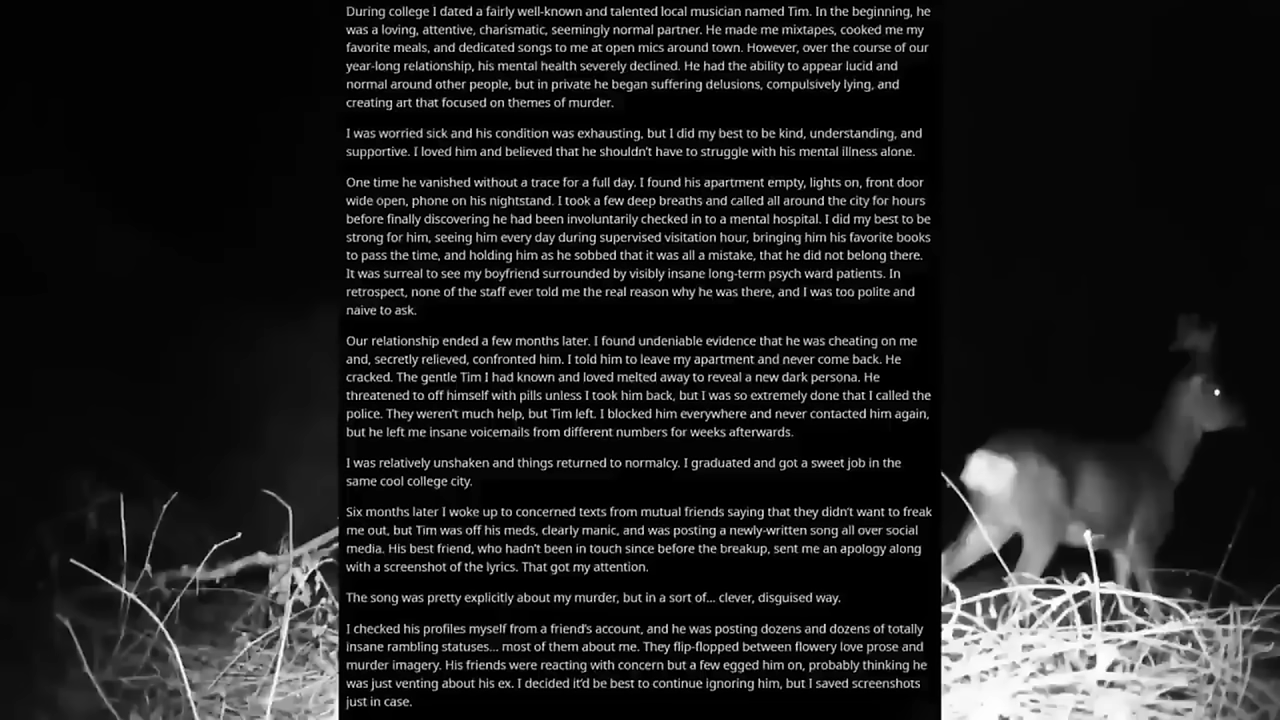 During college I dated a fairly well-known and talented local musician named Tim. In the beginning, he
was a loving, attentive, charismatic, seemingly normal partner. He made me mixtapes, cooked me my
favorite meals, and dedicated songs to me at open mics around town. However, over the course of our
year-long relationship, his mental health severely declined. He had the ability to appear lucid and
normal around other people, but in private he began suffering delusions, compulsively lying, and
creating art that focused on themes of murder.
I was worried sick and his condition was exhausting, but I did my best to be kind, understanding, and
supportive. I loved him and believed that he shouldn't have to struggle with his mental illness alone.
One time he vanished without a trace for a full day. I found his apartment empty, lights on, front door
wide open, phone on his nightstand. I took a few deep breaths and called all around the city for hours
before finally discovering he had been involuntarily checked in to a mental hospital. I did my best to be
strong for him, seeing him every day during supervised visitation hour, bringing him his favorite books
to pass the time, and holding him as he sobbed that it was all a mistake, that he did not belong there.
It was surreal to see my boyfriend surrounded by visibly insane long-term psych ward patients. In
retrospect, none of the staff ever told me the real reason why he was there, and I was too polite and
naive to ask.
Our relationship ended a few months later. I found undeniable evidence that he was cheating on me
and, secretly relieved, confronted him. I told him to leave my apartment and never come back. He
cracked. The gentle Tim I had known and loved melted away to reveal a new dark persona. He
threatened to off himself with pills unless I took him back, but I was so extremely done that I called the
police. They weren't much help, but Tim left. I blocked him everywhere and never contacted him again,
but he left me insane voicemails from different numbers for weeks afterwards.
I was relatively unshaken and things returned to normalcy. I graduated and got a sweet job in the
same cool college city.
Six months later I woke up to concerned texts from mutual friends saying that they didn't want to freak
me out, but Tim was off his meds, clearly manic, and was posting a newly-written song all over social
media. His best friend, who hadn't been in touch since before the breakup, sent me an apology along
with a screenshot of the lyrics. That got my attention.
The song was pretty explicitly about my murder, but in a sort of... clever, disguised way.
I checked his profiles myself from a friend's account, and he was posting dozens and dozens of totally
insane rambling statuses... most of them about me. They flip-flopped between flowery love prose and
murder imagery. His friends were reacting with concern but a few egged him on, probably thinking he
was just venting about his ex. I decided it'd be best to continue ignoring him, but I saved screenshots
just in case.